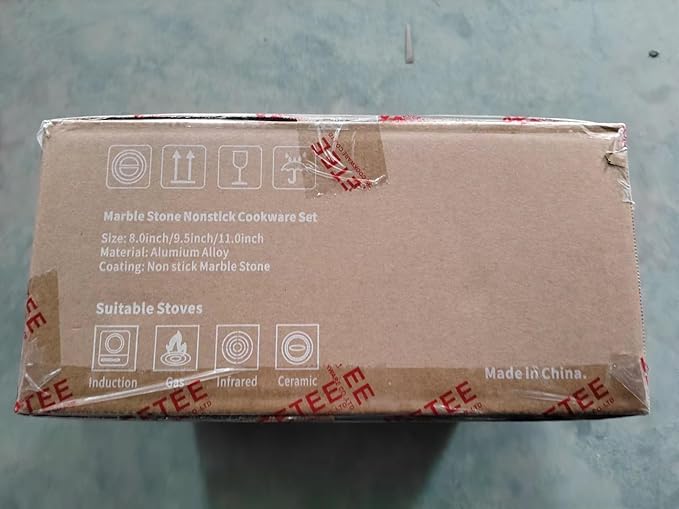 Marble Stone Nonstick Cookware Set
Size: 8.0inch/9.5inch/11.0inch
Material: Alumium Alloy
Coating: Non stick Marble Stone
Suitable Stoves
Induction
Gas
Infrared
Ceramic
Made in China.